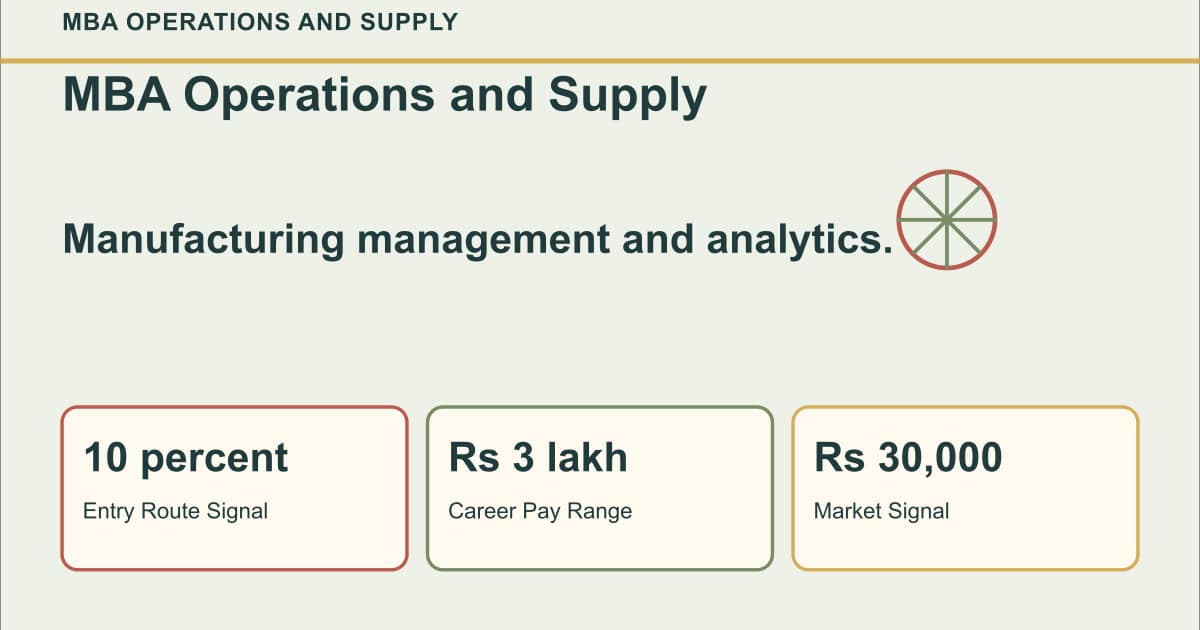 MBA OPERATIONS AND SUPPLY
MBA Operations and Supply
Manufacturing management and analytics.
10 percent
Entry Route Signal
Rs 3 lakh
Career Pay Range
Rs 30,000
Market Signal